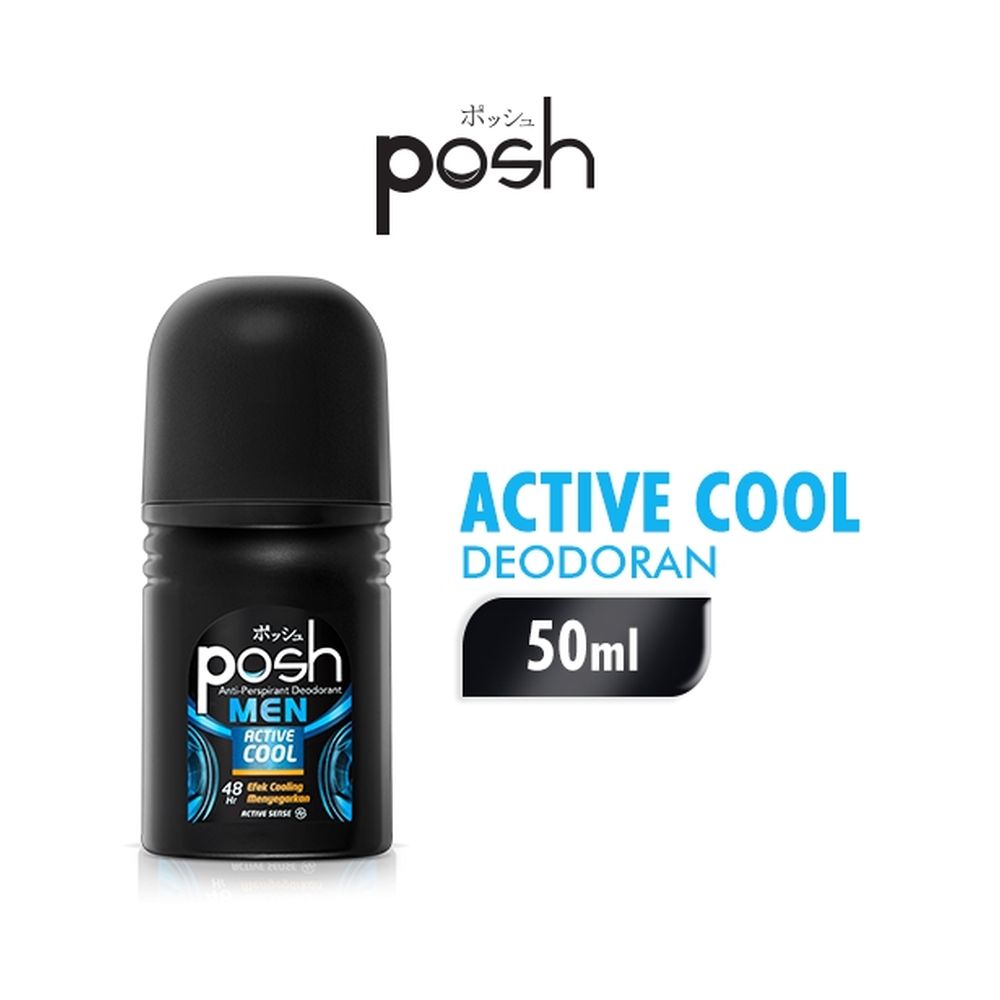 ポッシュ
posh
ACTIVE COOL
DEODORAN
50ml
ポッシュ
posh
Anti-Perspirant Deodorant
MEN
ACTIVE
COOL
48 Hr
Efek Cooling
Menyegarkan
ACTIVE SENSE